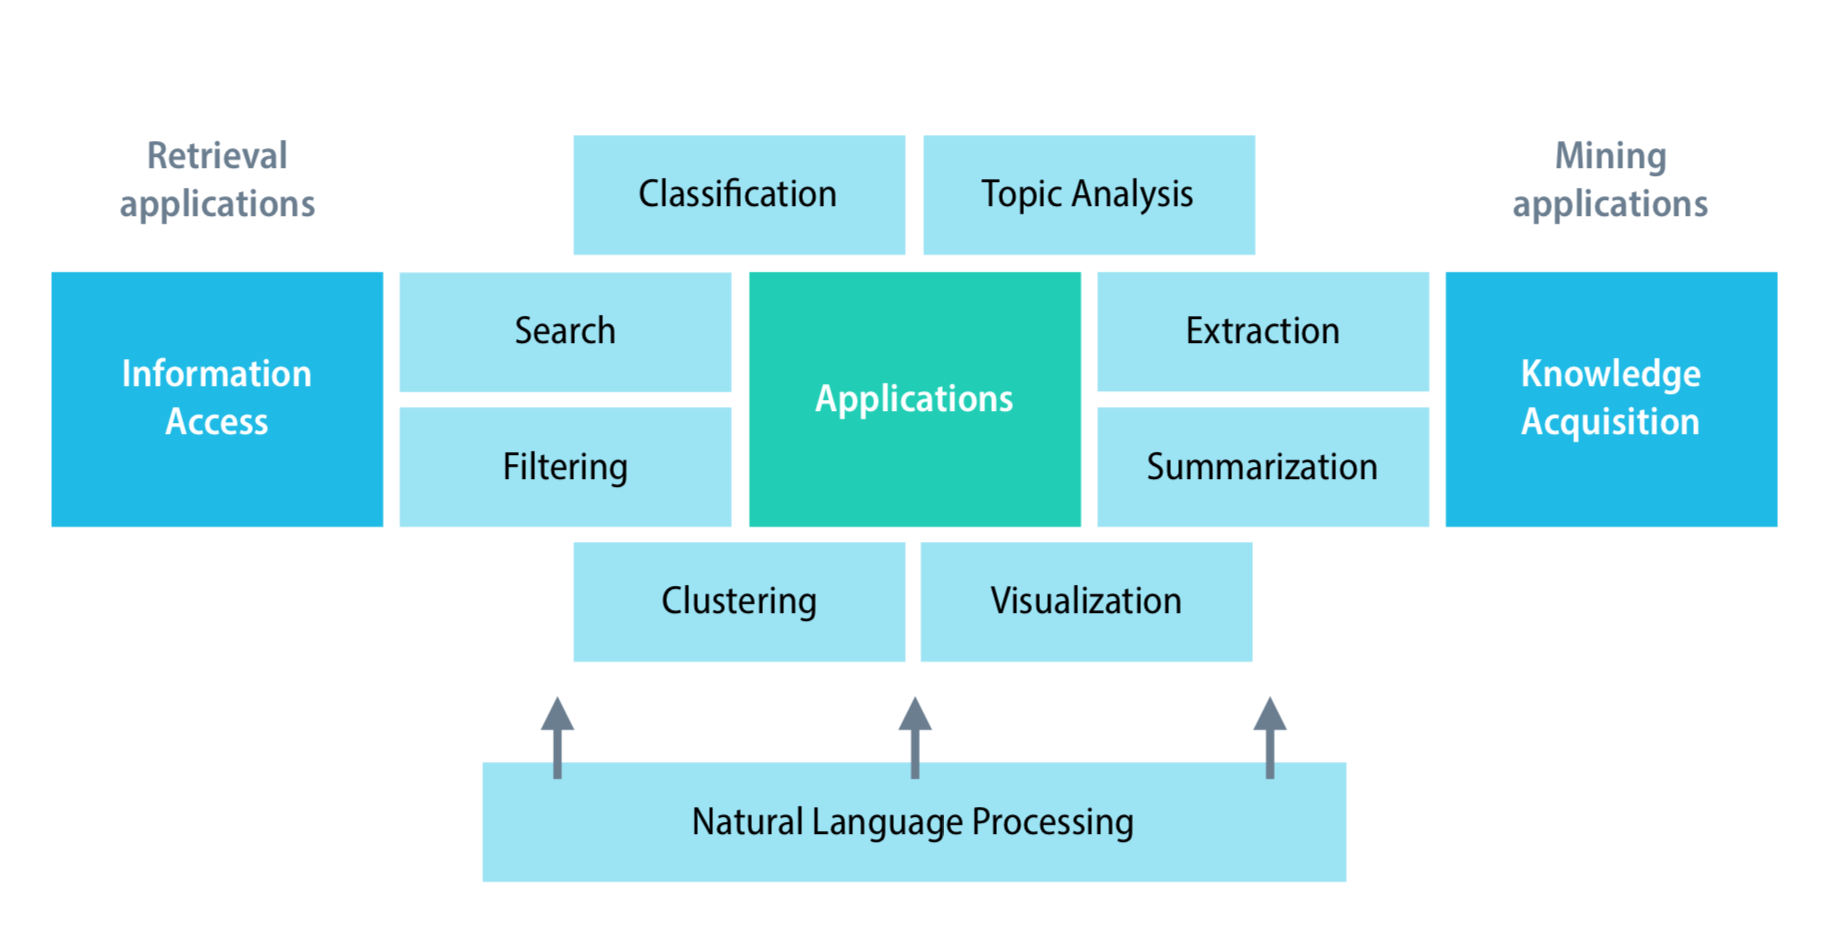 Retrieval
applications
Classification
Topic Analysis
Mining
applications
Information
Access
Search
Filtering
Applications
Extraction
Summarization
Knowledge
Acquisition
Clustering
Visualization
Natural Language Processing